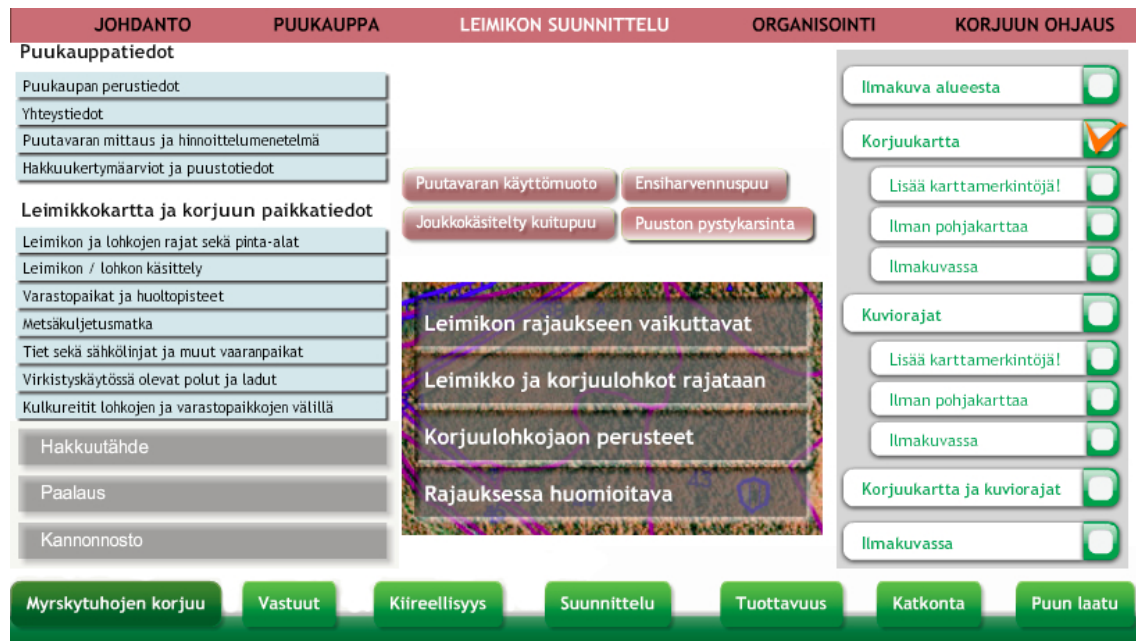 JOHDANTO PUUKAUPPA LEIMIKON SUUNNITTELU ORGANISOINTI KORJUUN OHJAUS
Puukauppatiedot
Puukaupan perustiedot
Yhteystiedot
Puutavaran mittaus ja hinnoittelumenetelmä
Hakkuukertymäarviot ja puustotiedot
Leimikkokartta ja korjuun paikkatiedot
Leimikon ja lohkojen rajat sekä pinta-alat
Leimikon / lohkon käsittely
Varastopaikat ja huoltopisteet
Metsäkuljetusmatka
Tiet sekä sähkölinjat ja muut vaaranpaikat
Virkistyskäytössä olevat polut ja ladut
Kulkureitit lohkojen ja varastopaikkojen välillä
Hakkuutähde
Paalaus
Kannonnosto
Puutavaran käyttömuoto Ensiharvennuspuu
Joukkokäsitelty kuitupuu Puuston pystykarsinta
Leimikon rajaukseen vaikuttavat
Leimikko ja korjuulohkot rajataan
Korjuulohkojaon perusteet
Rajauksessa huomioitava
Ilmakuva alueesta
Korjuukartta
Lisää karttamerkintöjä!
Ilman pohjakarttaa
Ilmakuvassa
Kuviorajat
Lisää karttamerkintöjä!
Ilman pohjakarttaa
Ilmakuvassa
Korjuukartta ja kuviorajat
Ilmakuvassa
Myrskytuhojen korjuu Vastuut Kiireellisyys Suunnittelu Tuottavuus Katkonta Puun laatu